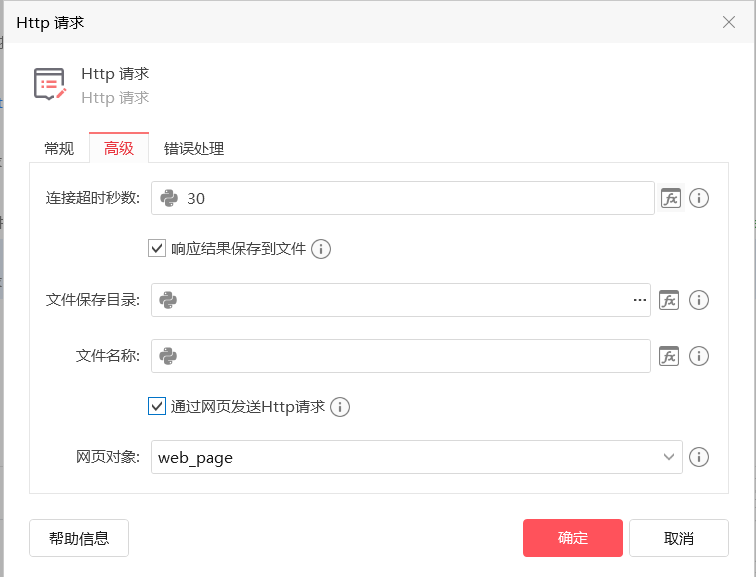 Http 请求
Http 请求
Http 请求
常规 高级 错误处理
连接超时秒数: 30
响应结果保存到文件
文件保存目录:
文件名称:
通过网页发送Http请求
网页对象: web_page
帮助信息 确定 取消